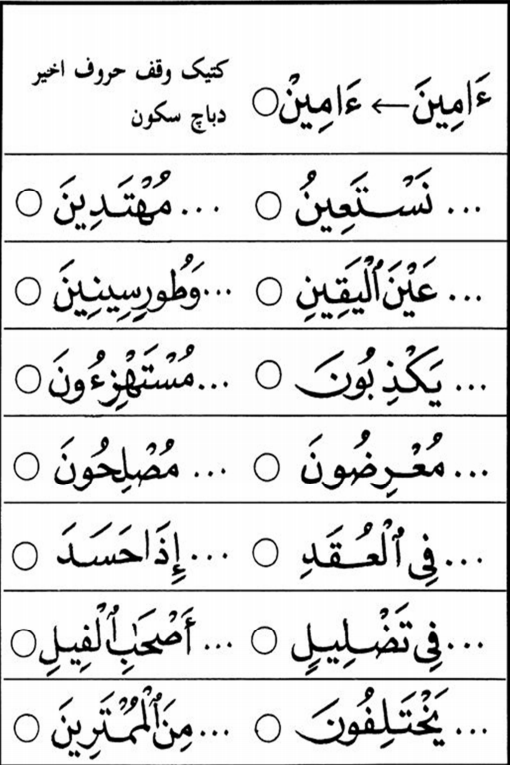 ءَامِينَ ← ءَامِينْ ○ كتيک وقف حروف اخير
دباچ سكون
... نَسْتَعِينُ ○ ... مُهْتَدِينَ ○
... عَيْنَ ٱلْيَقِينِ ○ ... وَطُورِ سِينِينَ ○
... يَكْذِبُونَ ○ ... مُسْتَهْزِءُونَ ○
... مُعْرِضُونَ ○ ... مُصْلِحُونَ ○
... فِي ٱلْعُقَدِ ○ ... إِذَا حَسَدَ ○
... فِي تَضْلِيلٍ ○ ... أَصْحَٰبِ ٱلْفِيلِ ○
... يَخْتَلِفُونَ ○ ... مِنَ ٱلْمُمْتَرِينَ ○